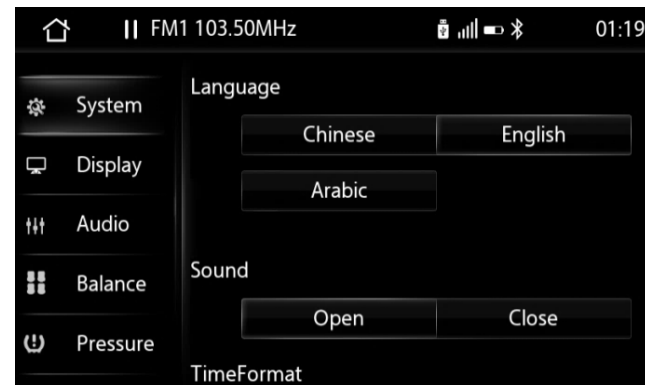 FM1 103.50MHz 01:19
System
Display
Audio
Balance
Pressure
Language
Chinese English
Arabic
Sound
Open Close
TimeFormat